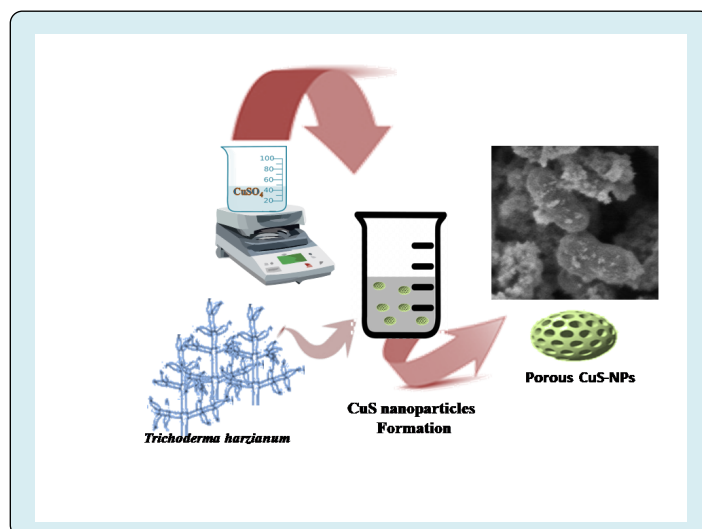 100
80
60
CuSO4 40
20
Porous CuS-NPs
CuS nanoparticles
Formation
Trichoderma harzianum